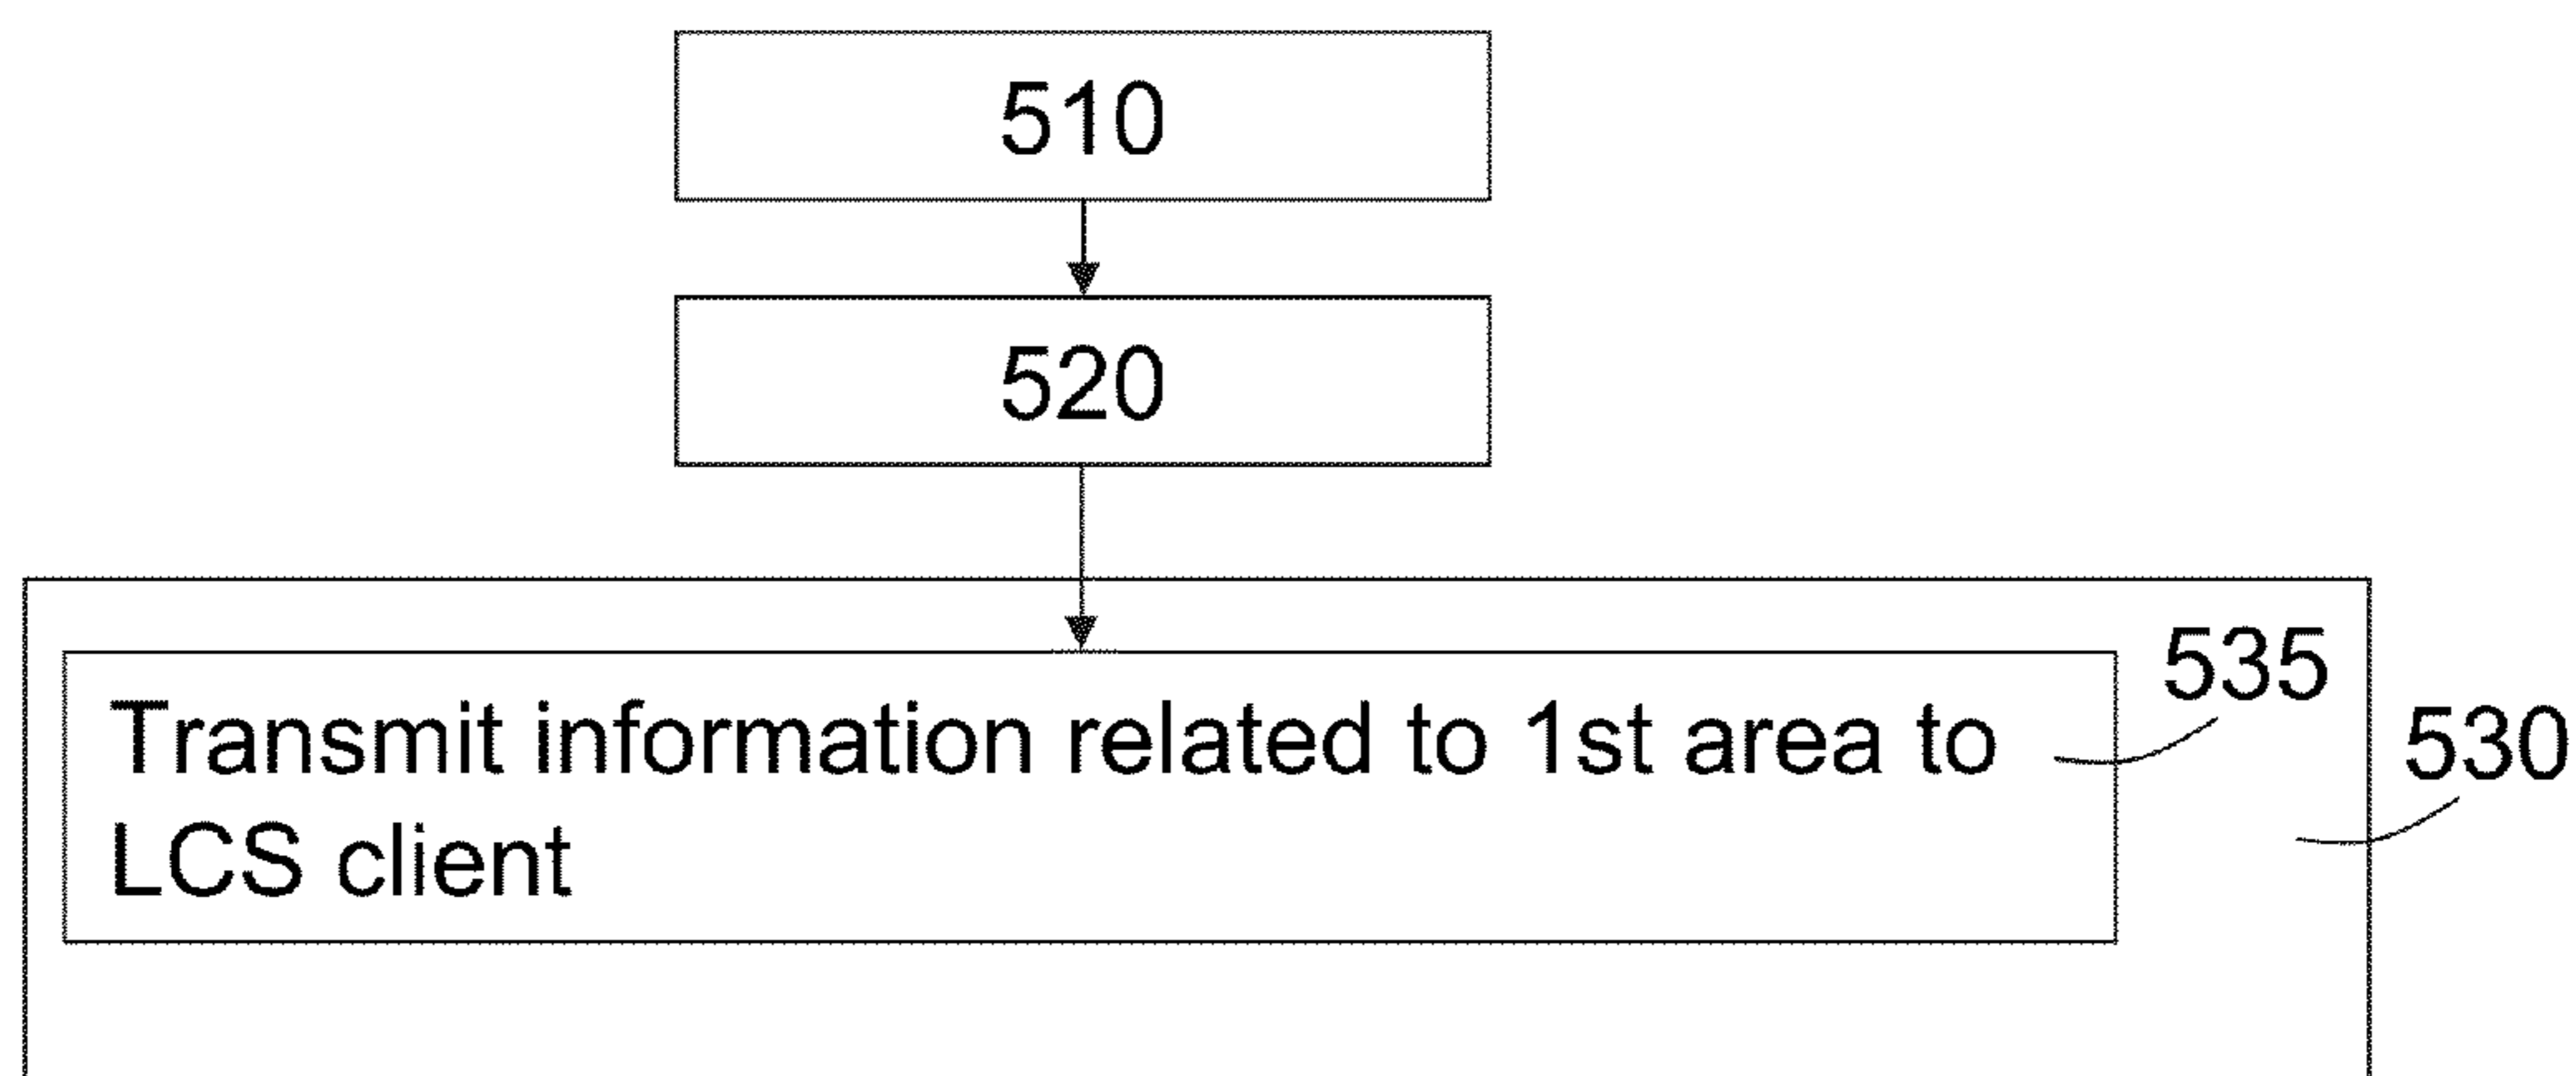 510
520
535
530
Transmit information related to 1st area to
LCS client